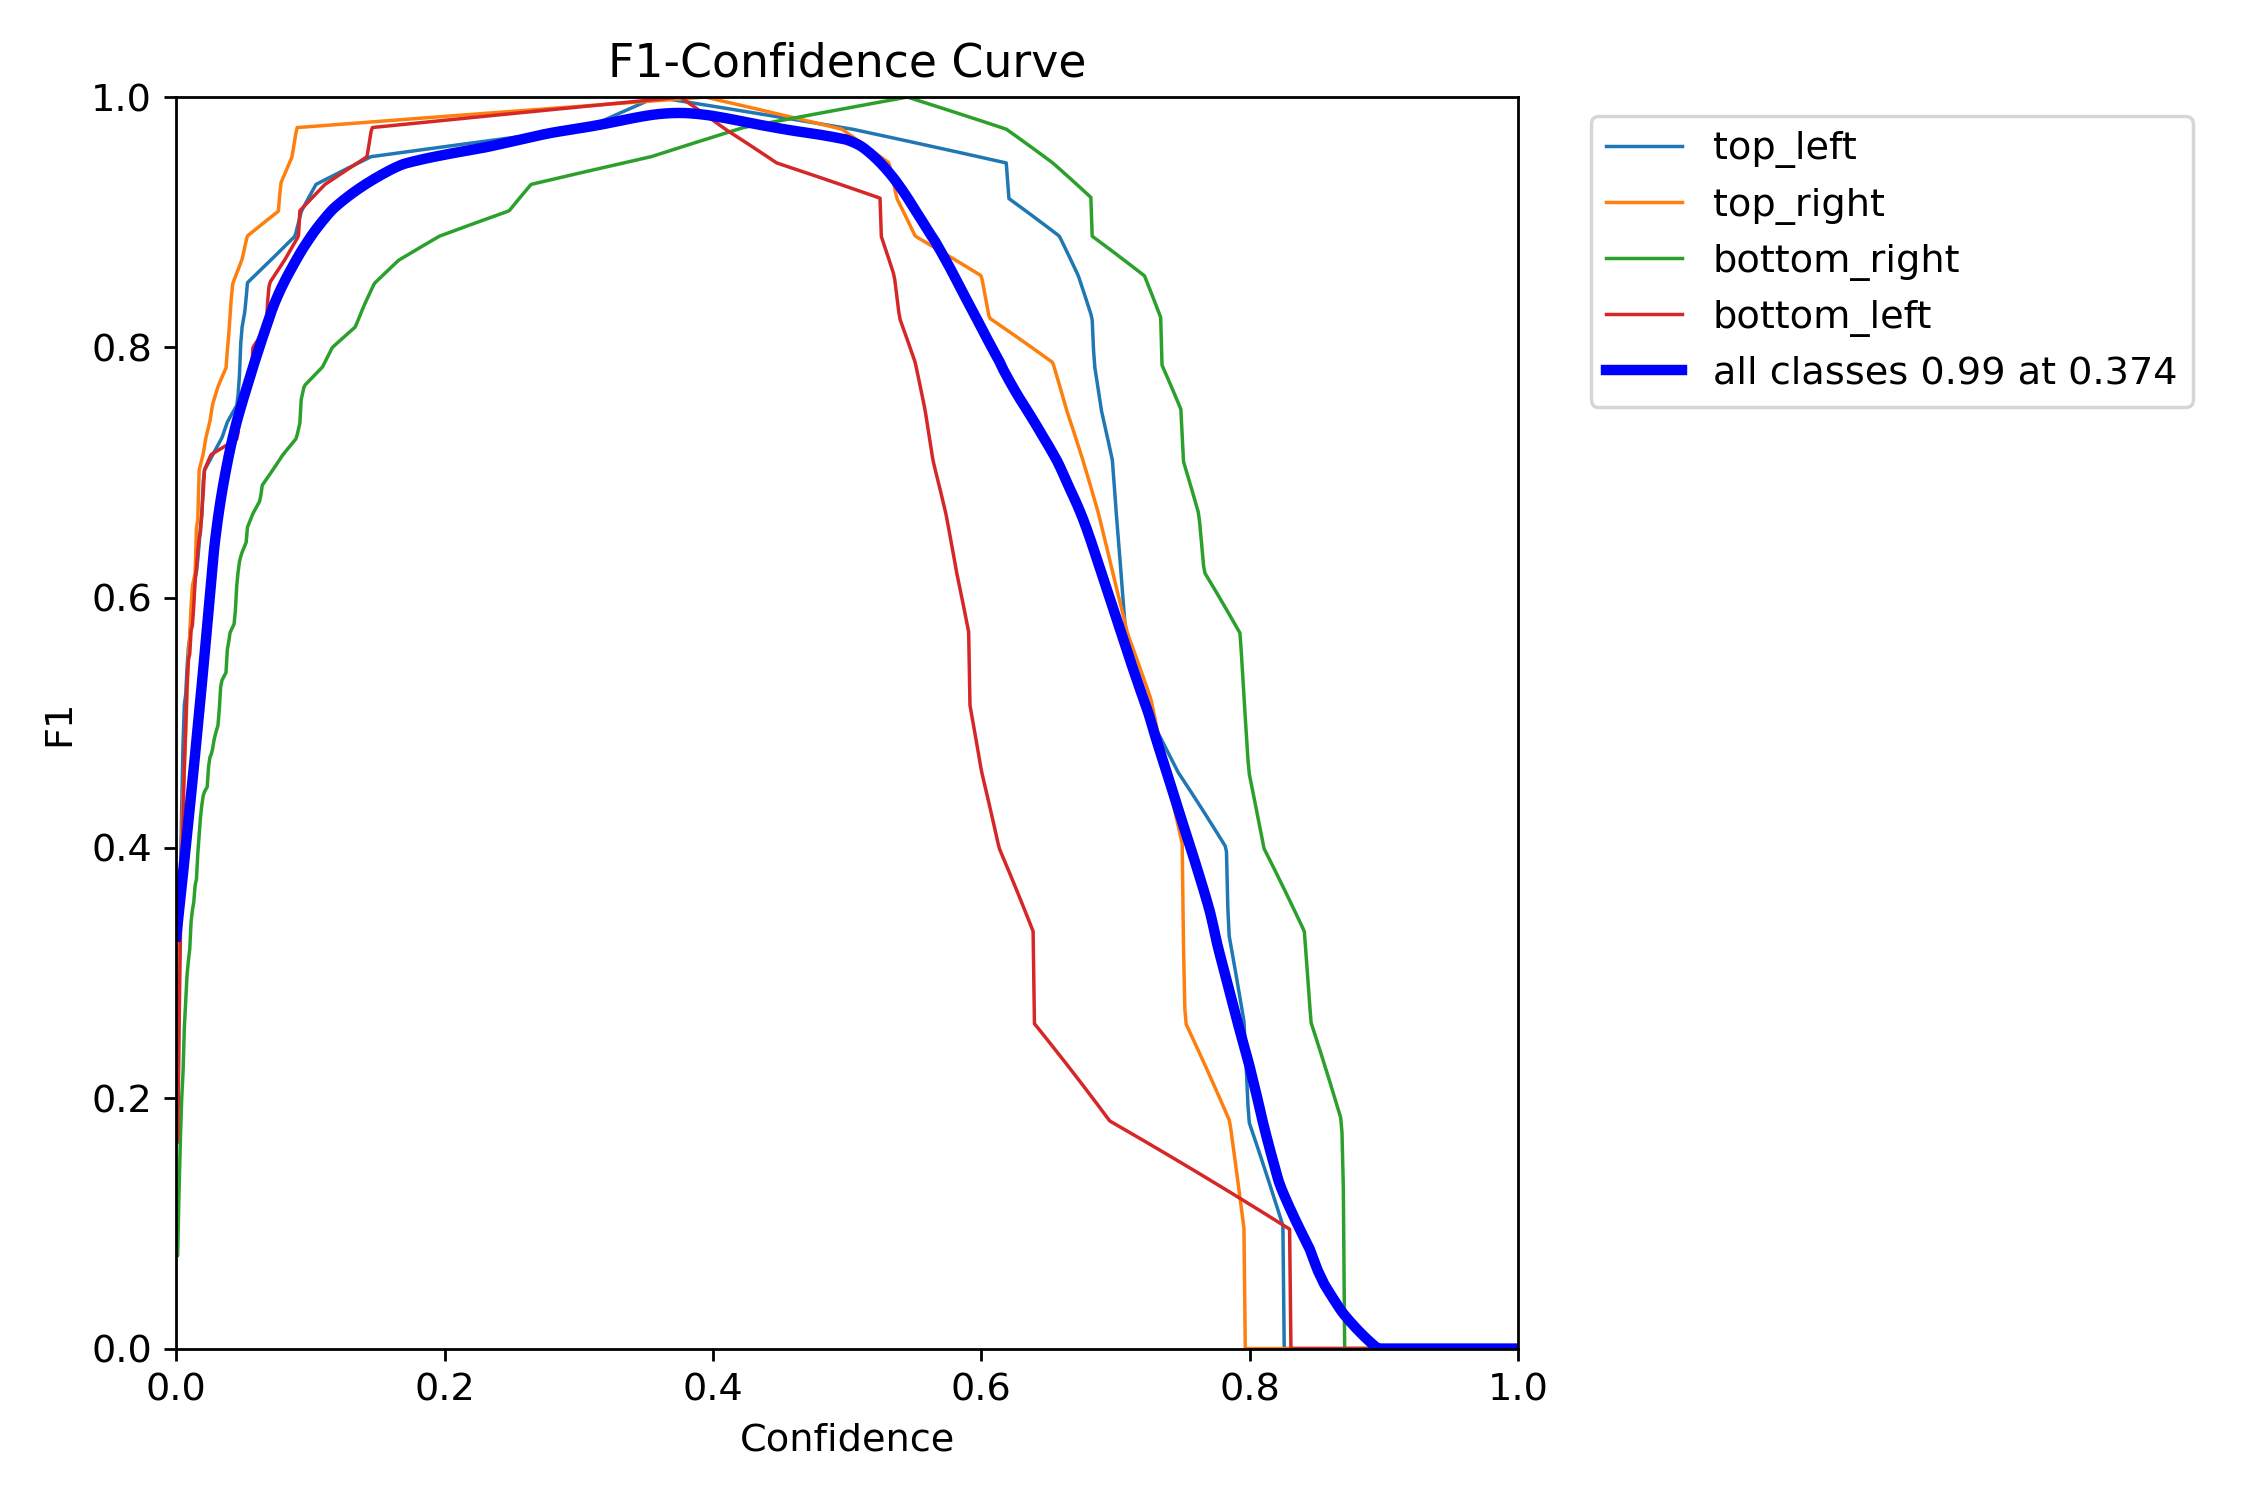 F1-Confidence Curve
1.0
0.8
0.6
0.4
0.2
0.0
F1
0.0 0.2 0.4 0.6 0.8 1.0
Confidence
top_left
top_right
bottom_right
bottom_left
all classes 0.99 at 0.374